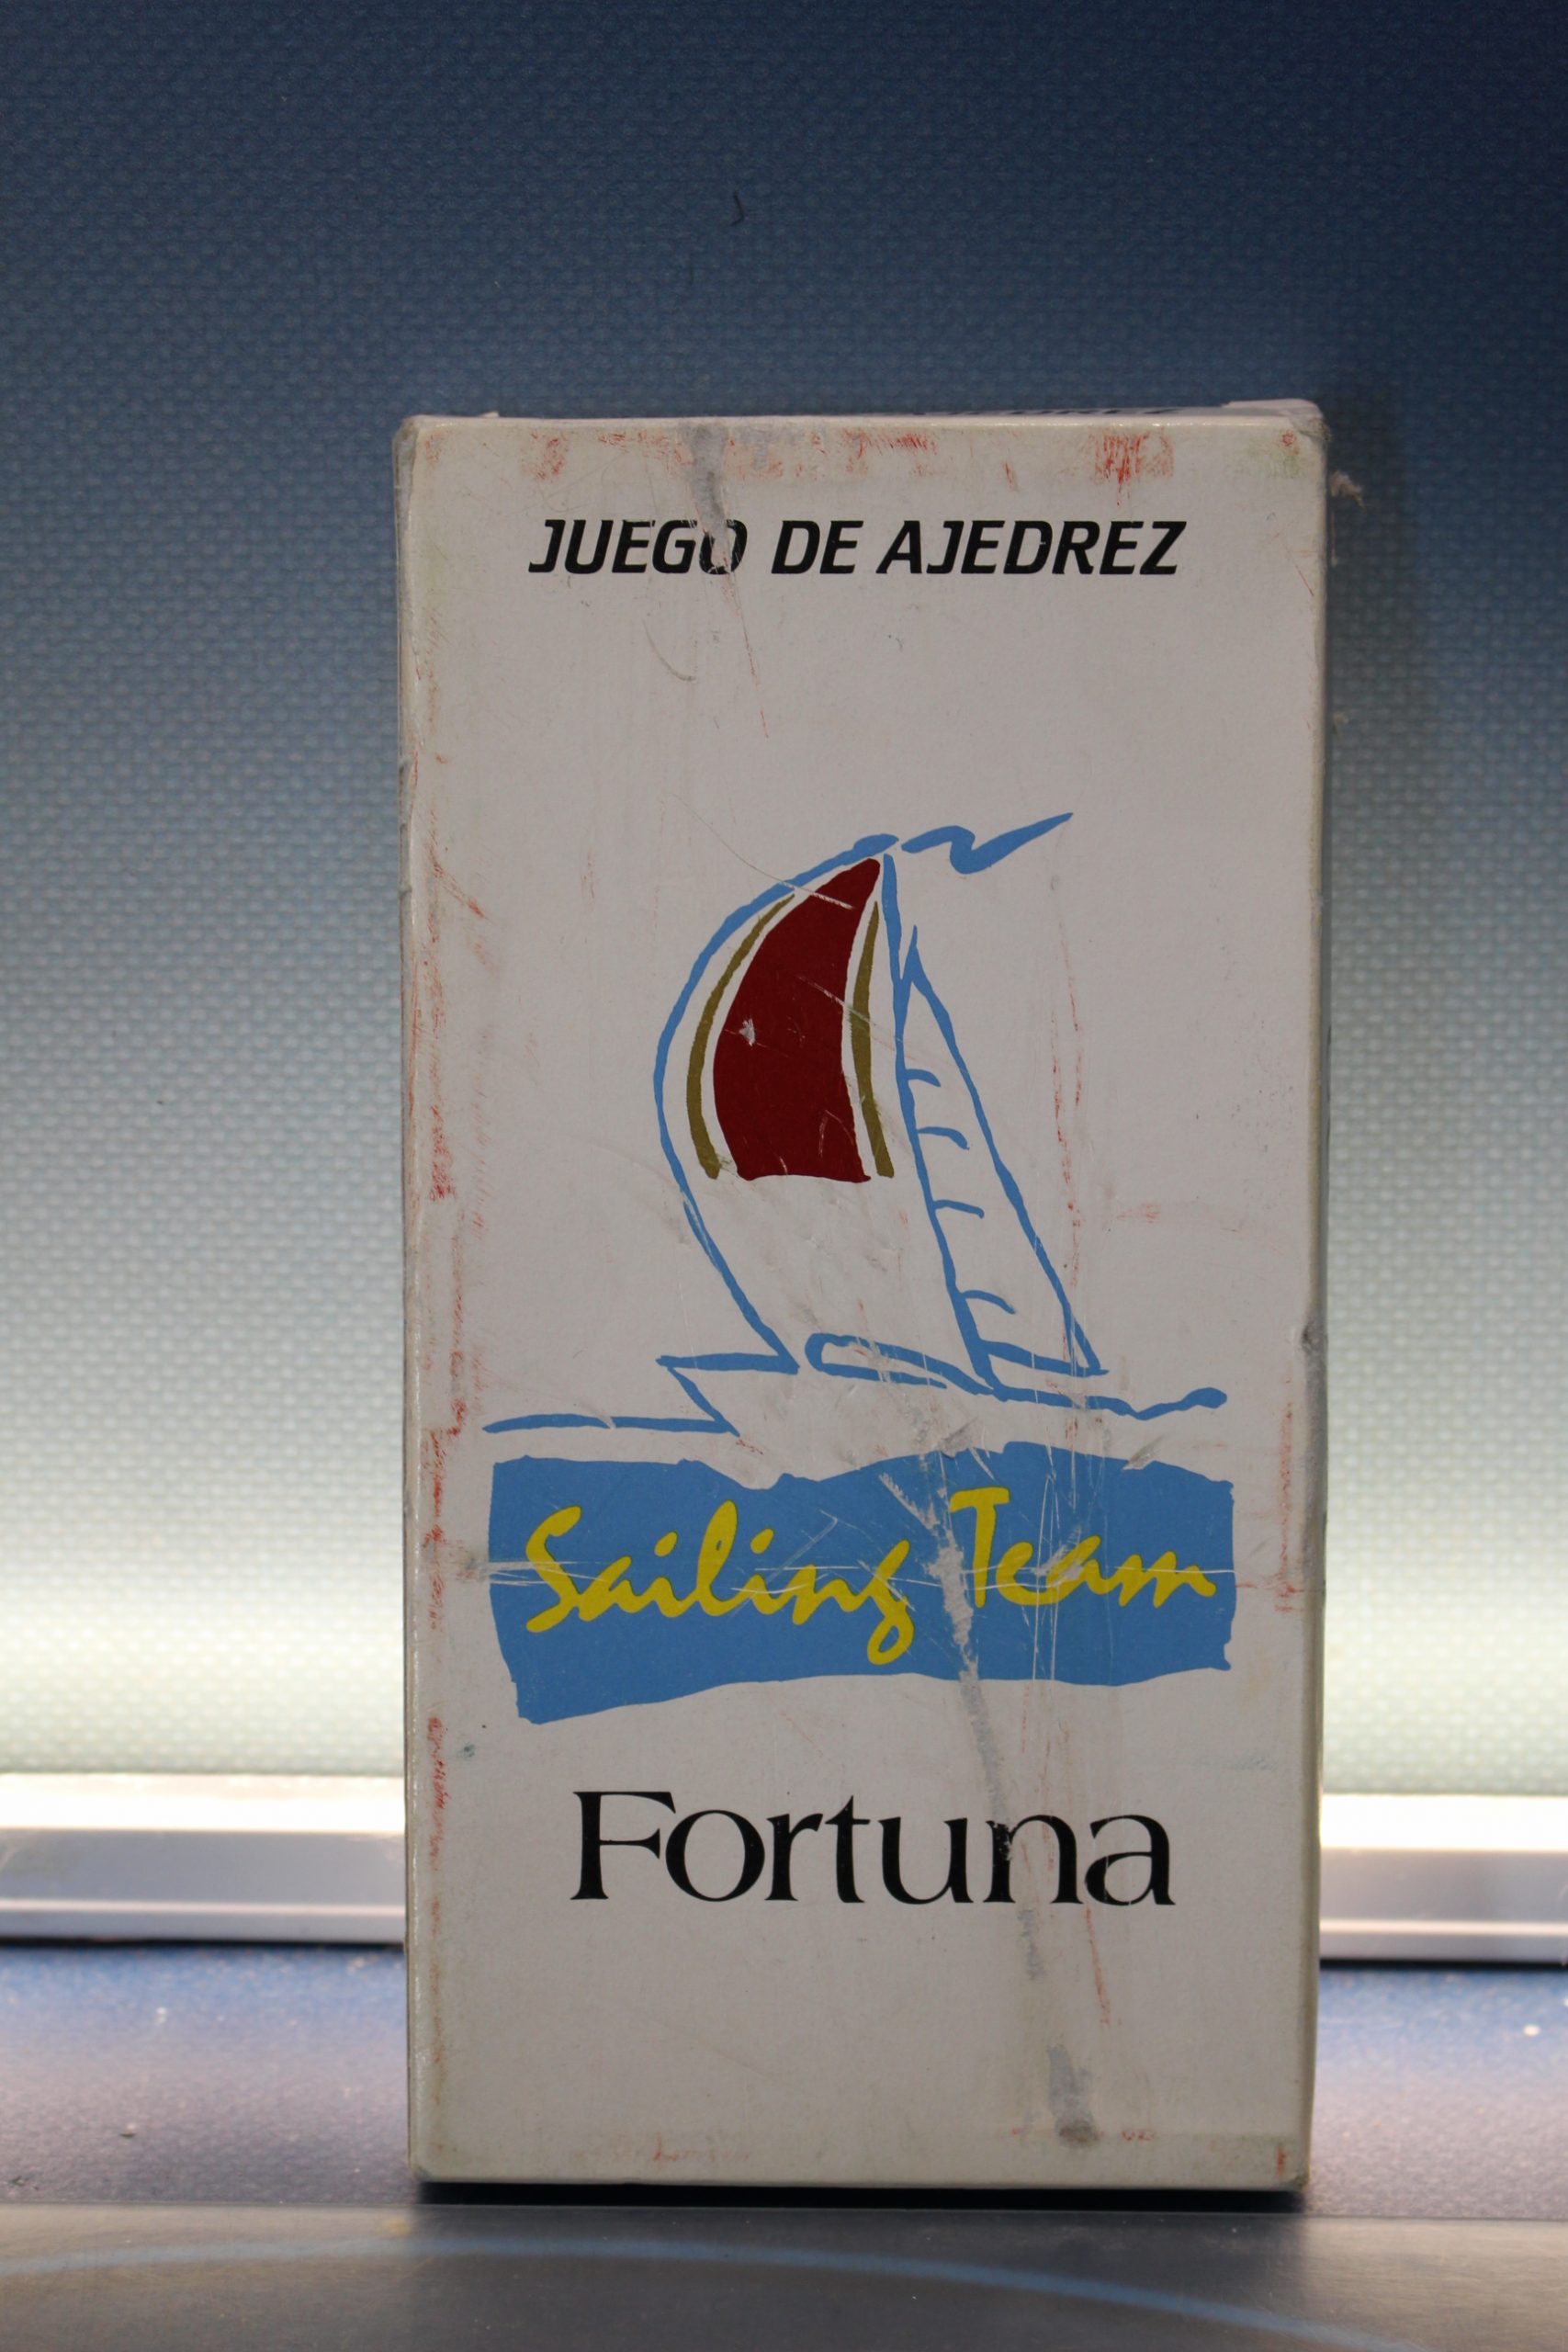 JUEGO DE AJEDREZ
Sailing Team
Fortuna